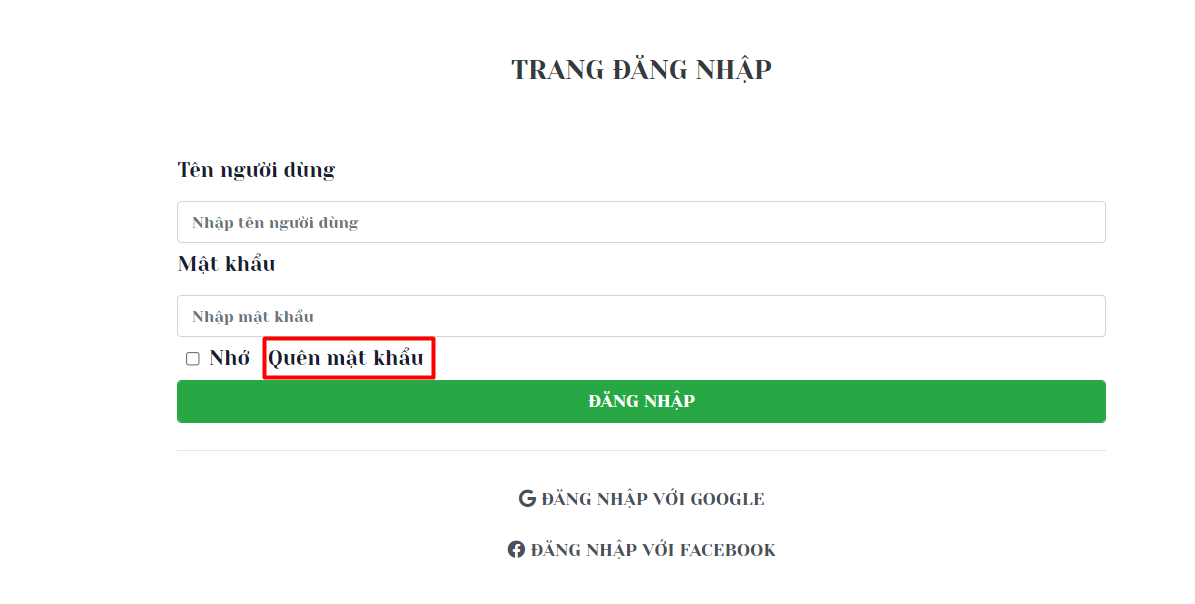 TRANG ĐĂNG NHẬP
Tên người dùng
Nhập tên người dùng
Mật khẩu
Nhập mật khẩu
Nhớ Quên mật khẩu
ĐĂNG NHẬP
ĐĂNG NHẬP VỚI GOOGLE
ĐĂNG NHẬP VỚI FACEBOOK